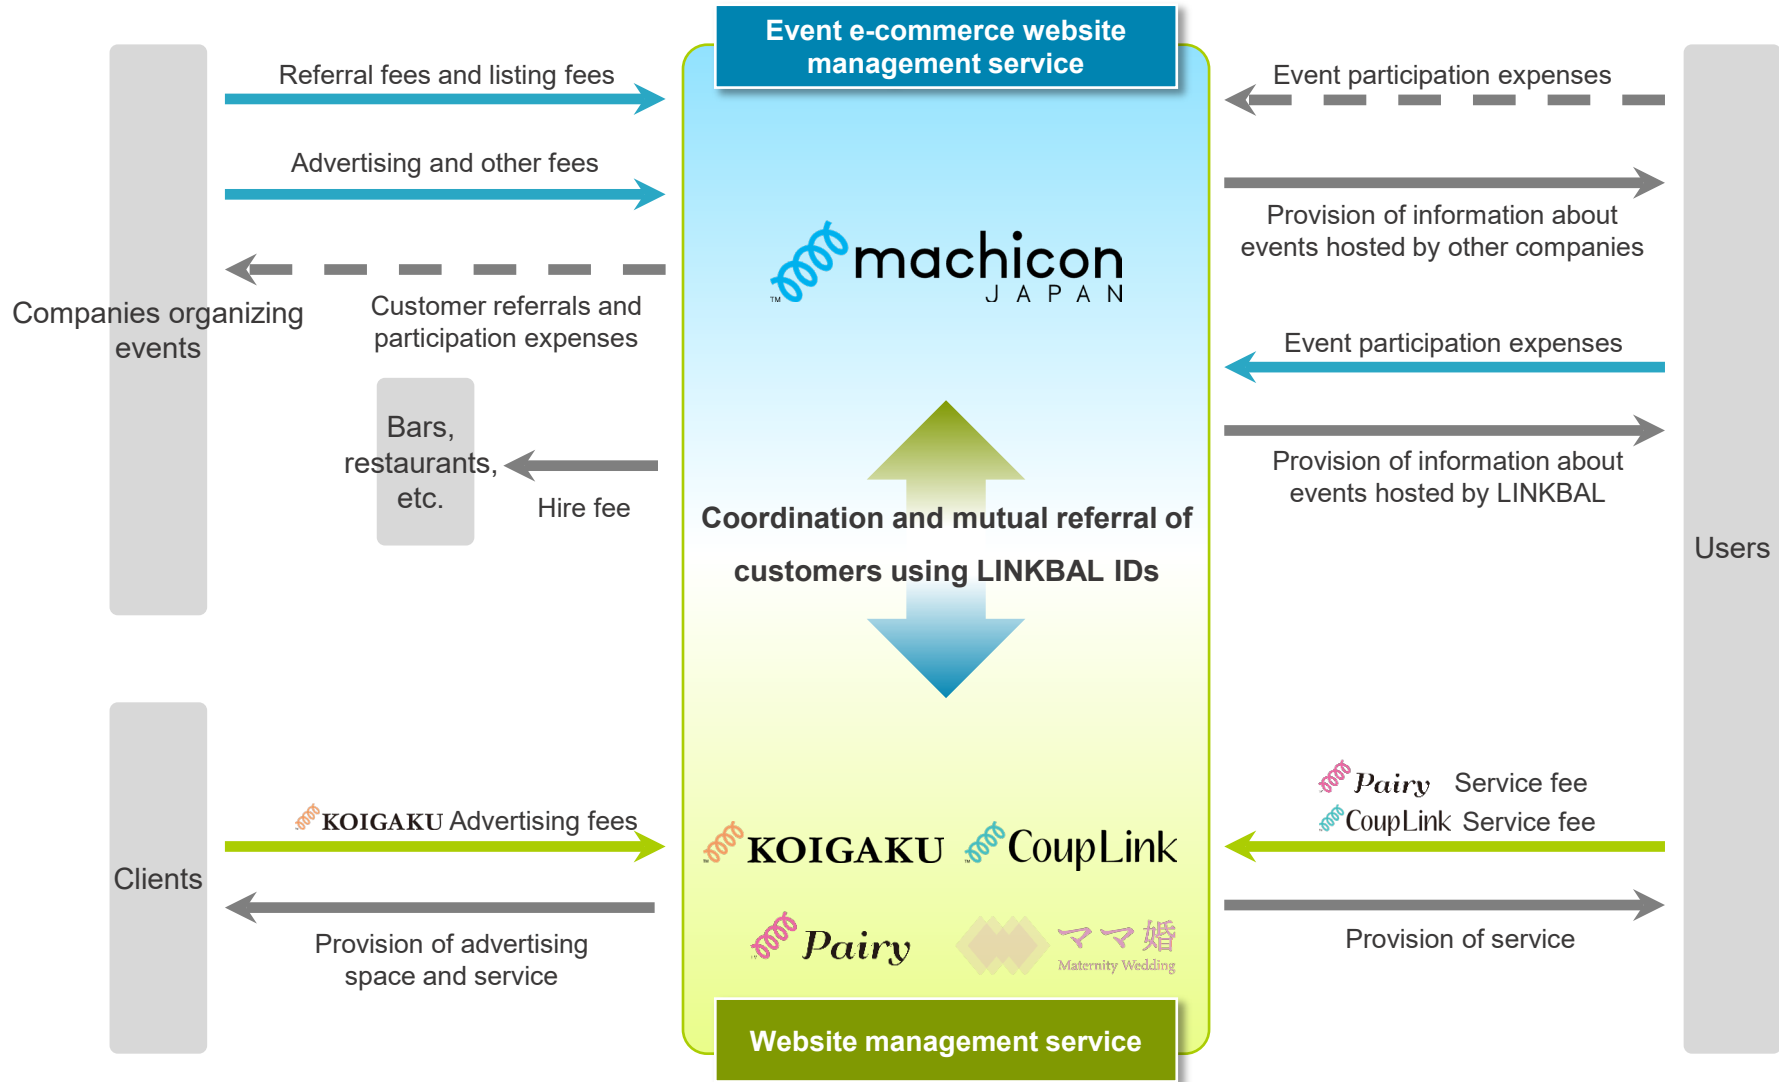 Event e-commerce website
management service
Referral fees and listing fees
Advertising and other fees
Customer referrals and
participation expenses
Companies organizing
events
Bars,
restaurants,
etc.
Hire fee
TM
machicon
JAPAN
Coordination and mutual referral of
customers using LINKBAL IDs
Event participation expenses
Provision of information about
events hosted by other companies
Event participation expenses
Provision of information about
events hosted by LINKBAL
Users
Clients
KOIGAKU Advertising fees
Provision of advertising
space and service
KOIGAKU
CoupLink
Pairy
ママ婚
Maternity Wedding
Pairy Service fee
CoupLink Service fee
Provision of service
Website management service